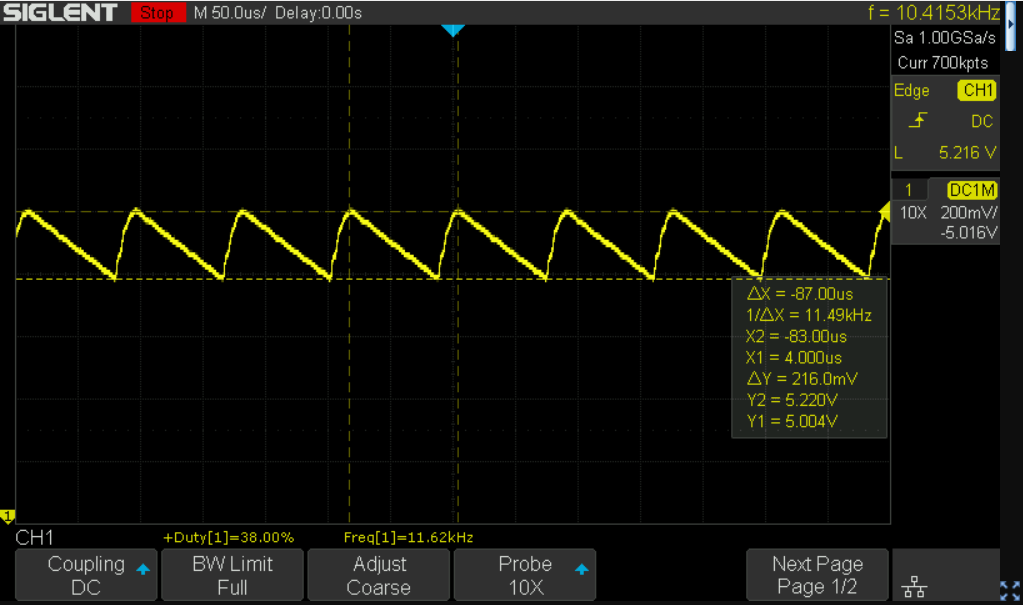 SIGLENT Stop M 50.0us/ Delay:0.00s f = 10.4153kHz
Sa 1.00GSa/s
Curr 700kpts
Edge CH1
DC
L 5.216 V
1 DC1M
10X 200mV/
-5.016V
△X = -87.00us
1/△X = 11.49kHz
X2 = -83.00us
X1 = 4.000us
△Y = 216.0mV
Y2 = 5.220V
Y1 = 5.004V
1
CH1 +Duty[1]=38.00% Freq[1]=11.62kHz
Coupling
DC
BW Limit
Full
Adjust
Coarse
Probe
10X
Next Page
Page 1/2